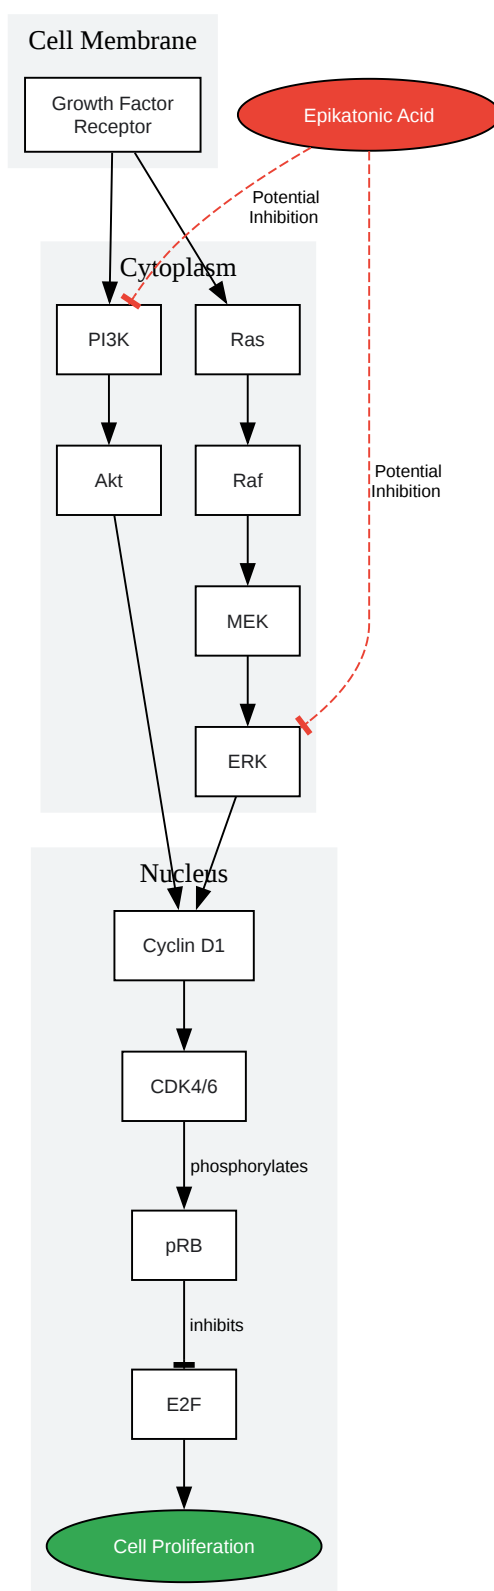 Cell Membrane
Growth Factor
Receptor
Epikatonic Acid
Potential
Inhibition
Cytoplasm
PI3K
Ras
Akt
Raf
Potential
Inhibition
MEK
ERK
Nucleus
Cyclin D1
CDK4/6
phosphorylates
pRB
inhibits
E2F
Cell Proliferation